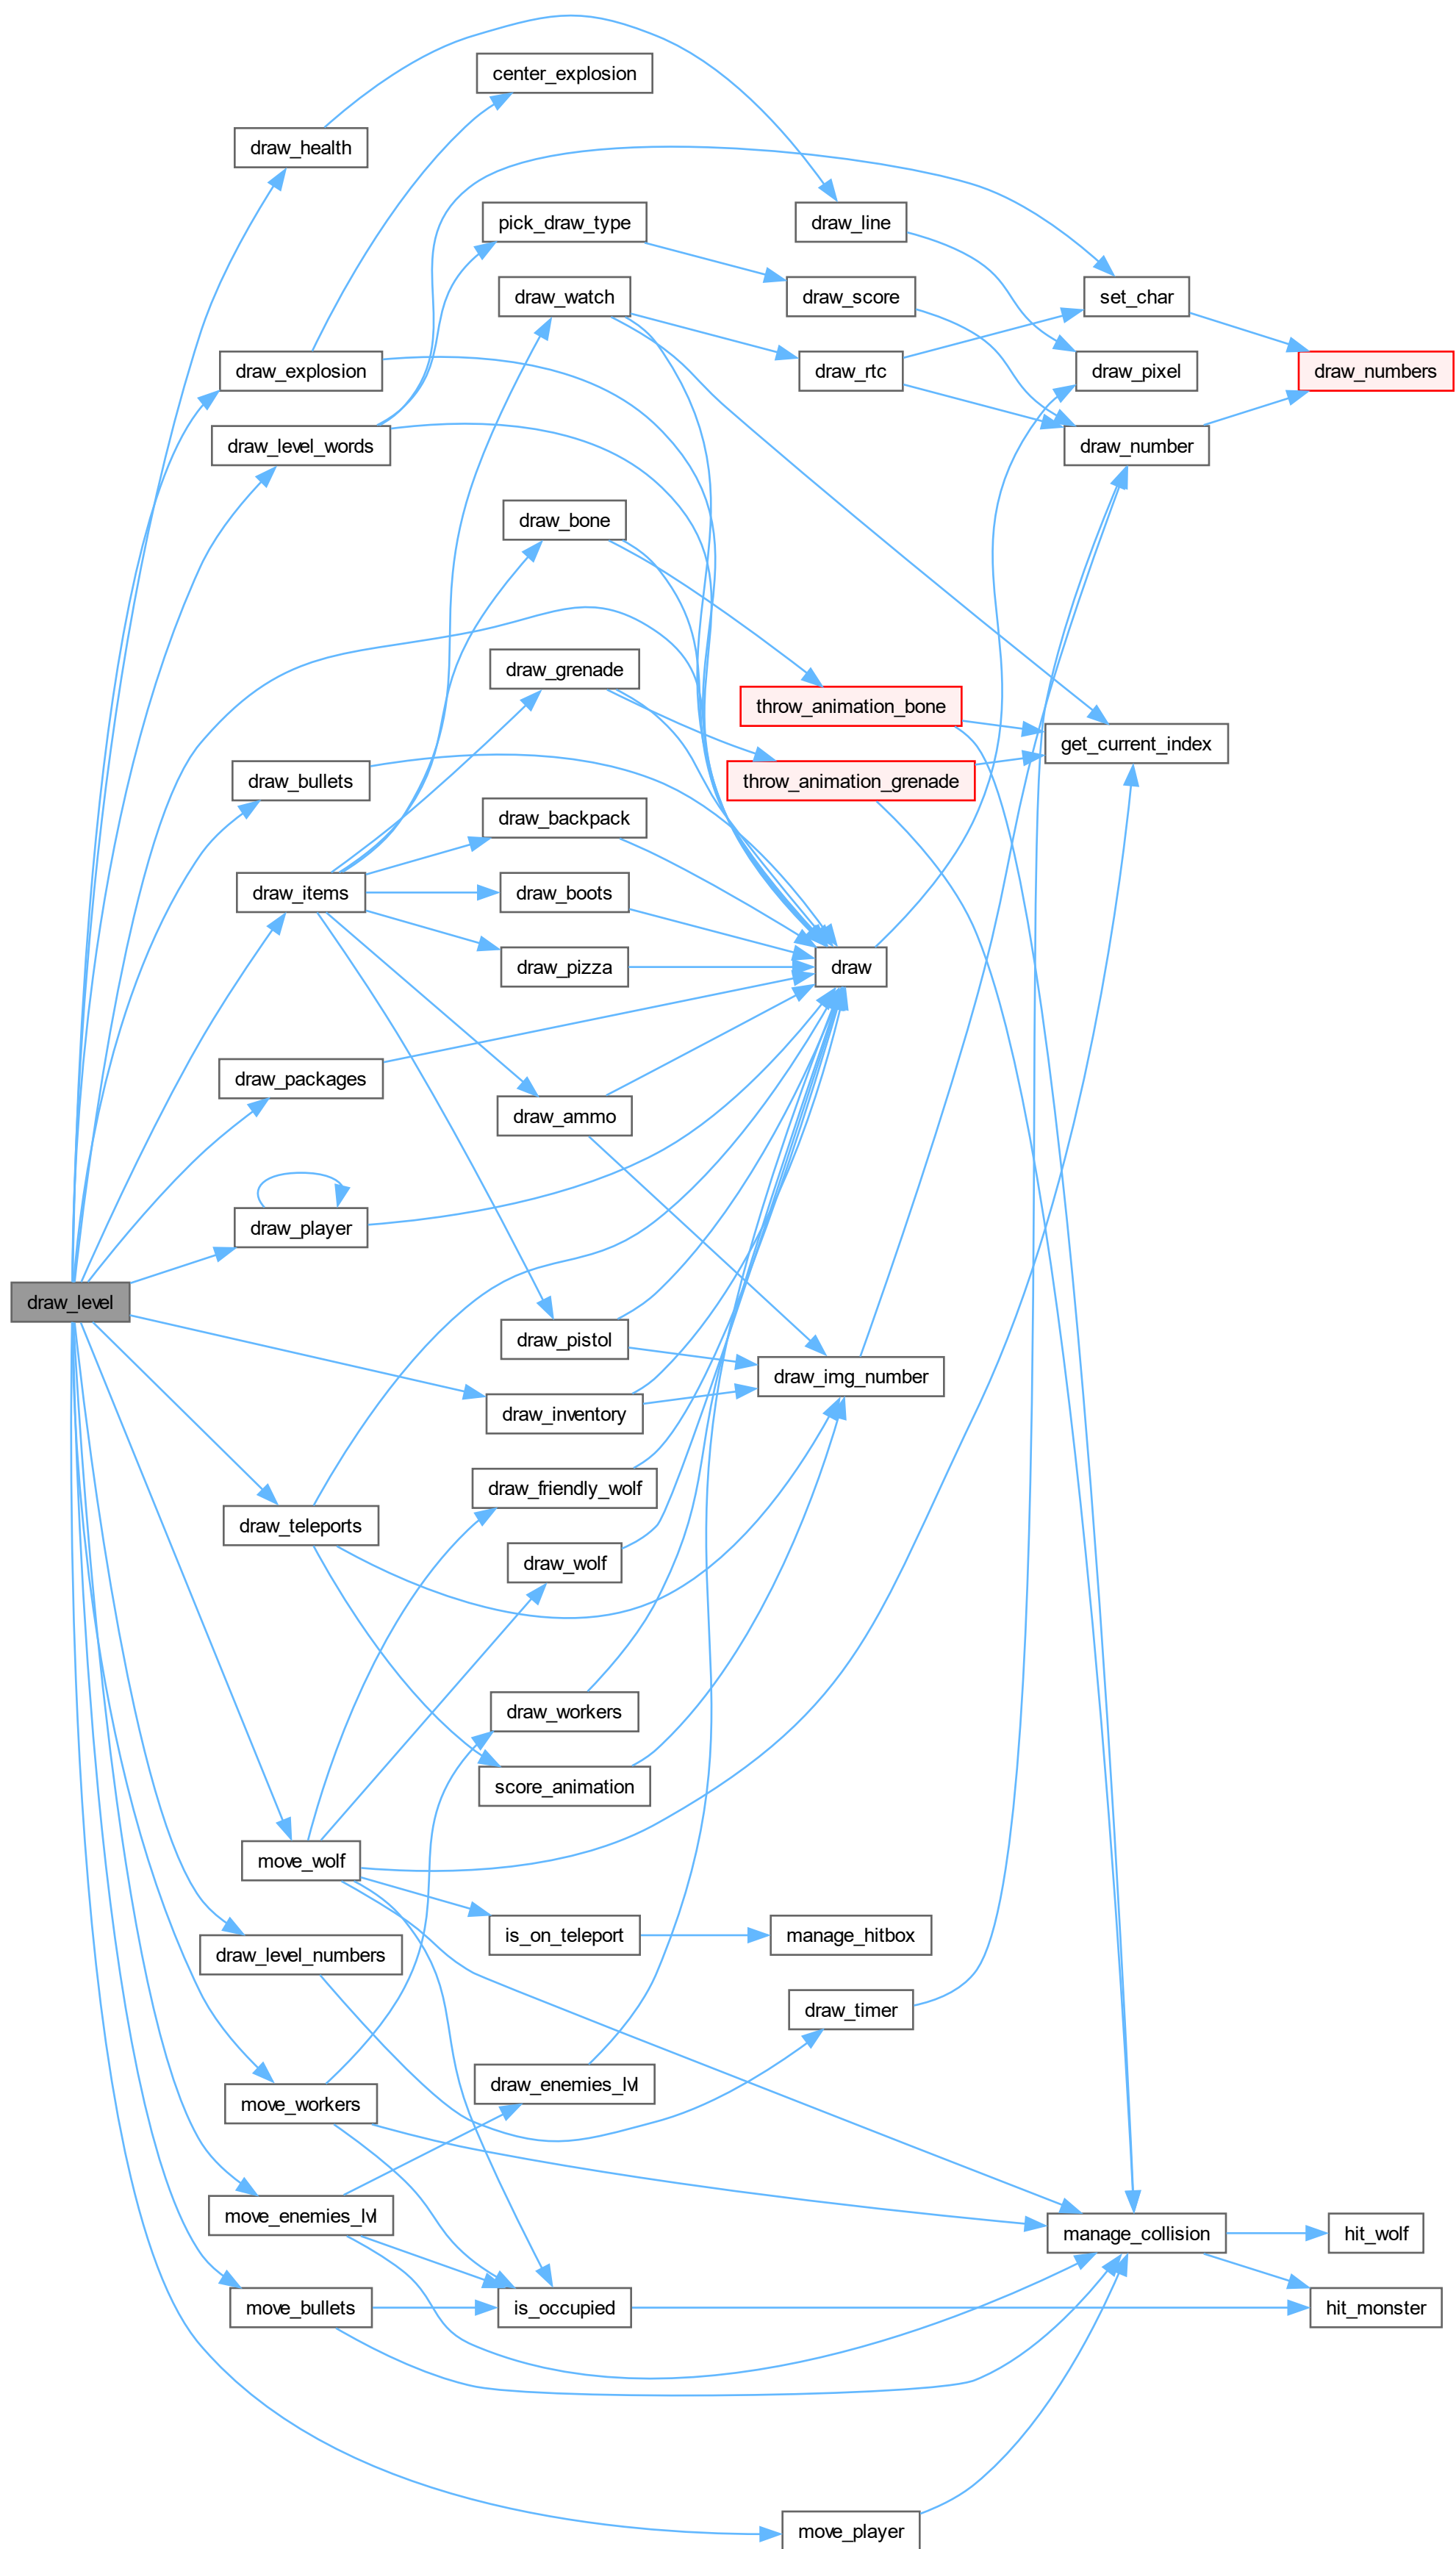 center_explosion
draw_health
pick_draw_type
draw_line
draw_watch
draw_score
set_char
draw_explosion
draw_rtc
draw_pixel
draw_numbers
draw_level_words
draw_number
draw_bone
draw_grenade
throw_animation_bone
get_current_index
draw_bullets
throw_animation_grenade
draw_backpack
draw_items
draw_boots
draw_pizza
draw
draw_packages
draw_ammo
draw_player
draw_level
draw_pistol
draw_img_number
draw_inventory
draw_friendly_wolf
draw_teleports
draw_wolf
draw_workers
score_animation
move_wolf
is_on_teleport
manage_hitbox
draw_level_numbers
draw_timer
draw_enemies_lvl
move_workers
move_enemies_lvl
manage_collision
hit_wolf
move_bullets
is_occupied
hit_monster
move_player